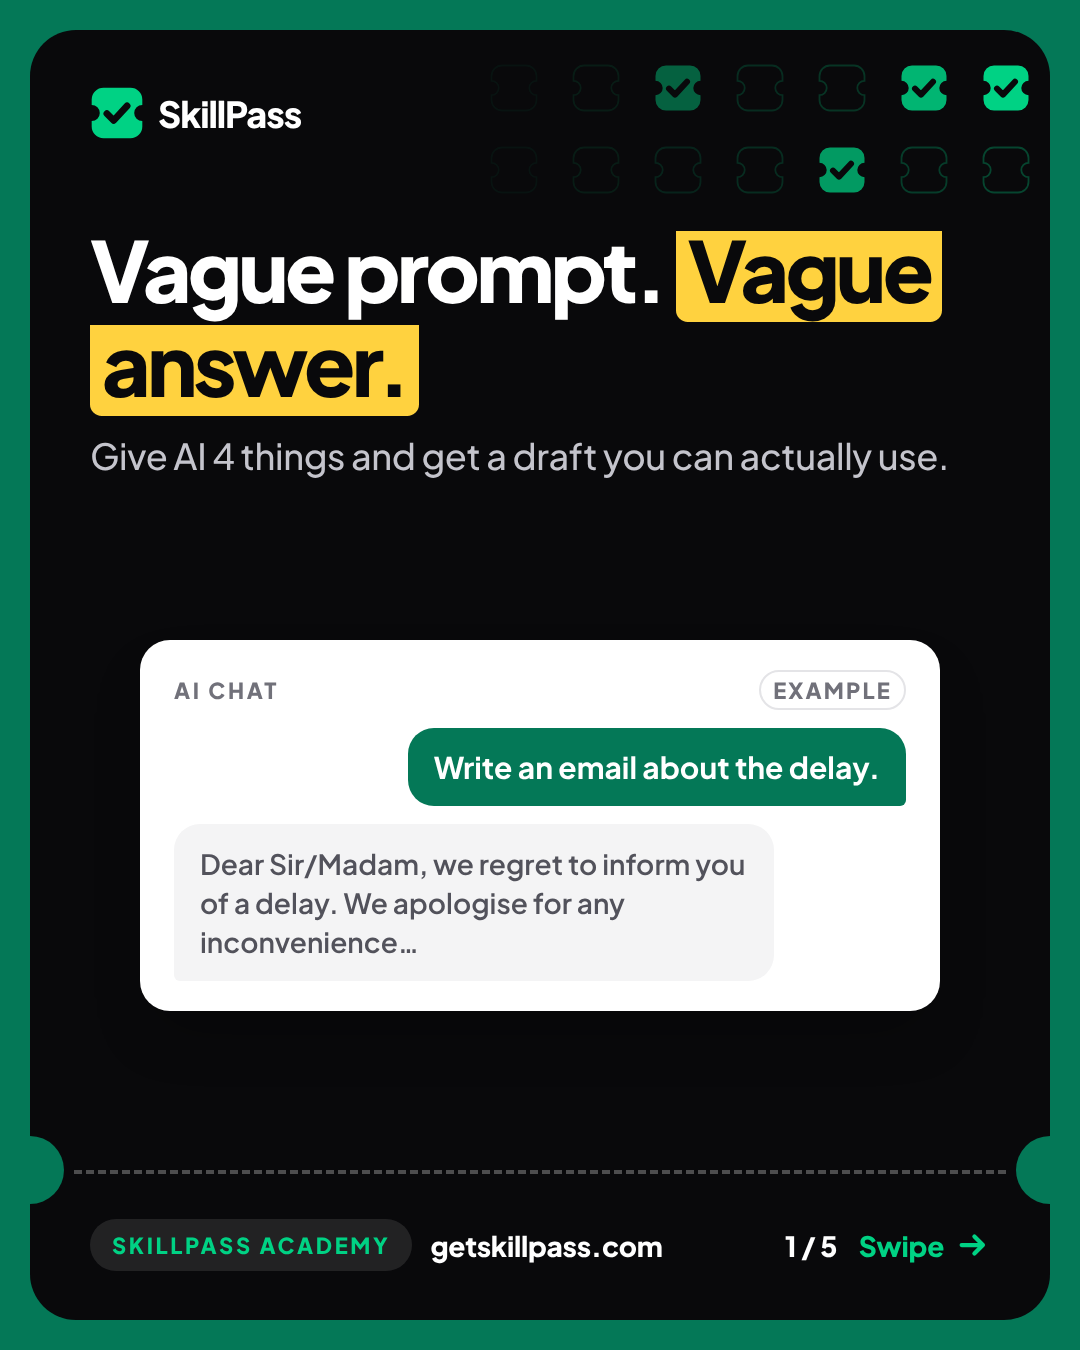 SkillPass
Vague prompt. Vague
answer.
Give AI 4 things and get a draft you can actually use.
AI CHAT
EXAMPLE
Write an email about the delay.
Dear Sir/Madam, we regret to inform you
of a delay. We apologise for any
inconvenience...
SKILLPASS ACADEMY
getskillpass.com
1 / 5
Swipe →